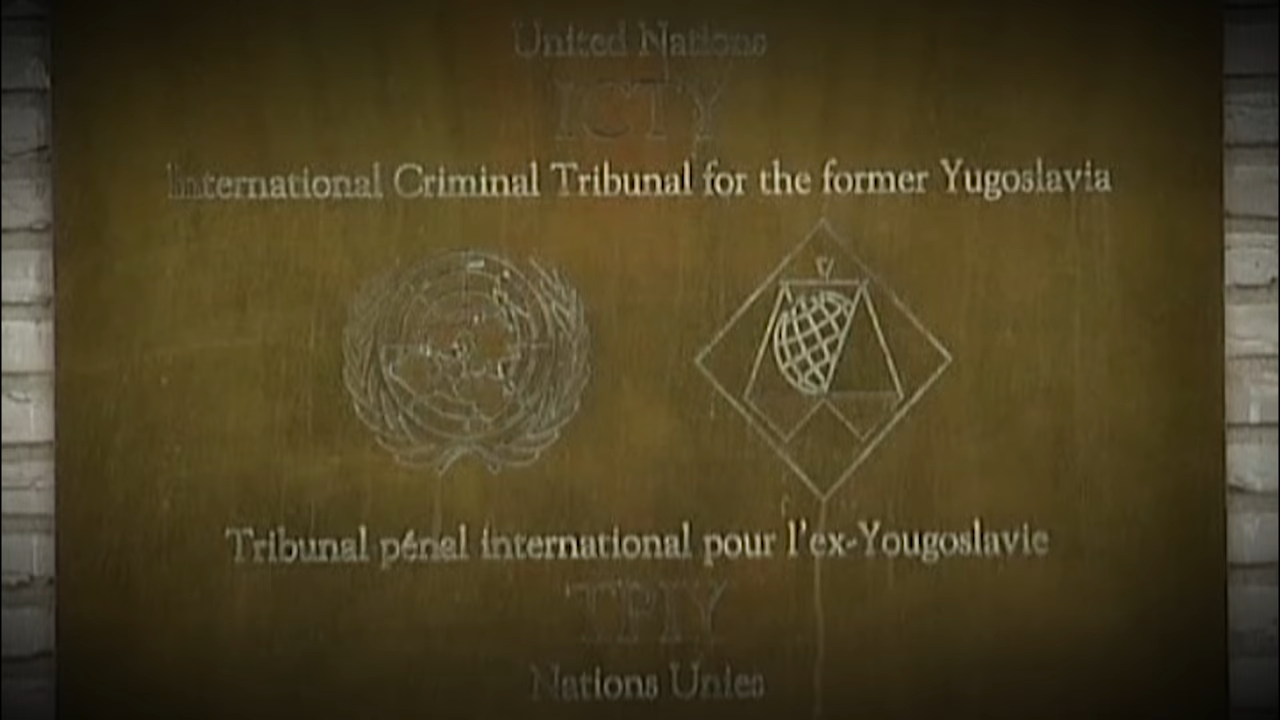 United Nations
ICTY
International Criminal Tribunal for the former Yugoslavia
Tribunal pénal international pour l'ex-Yougoslavie
TPIY
Nations Unies